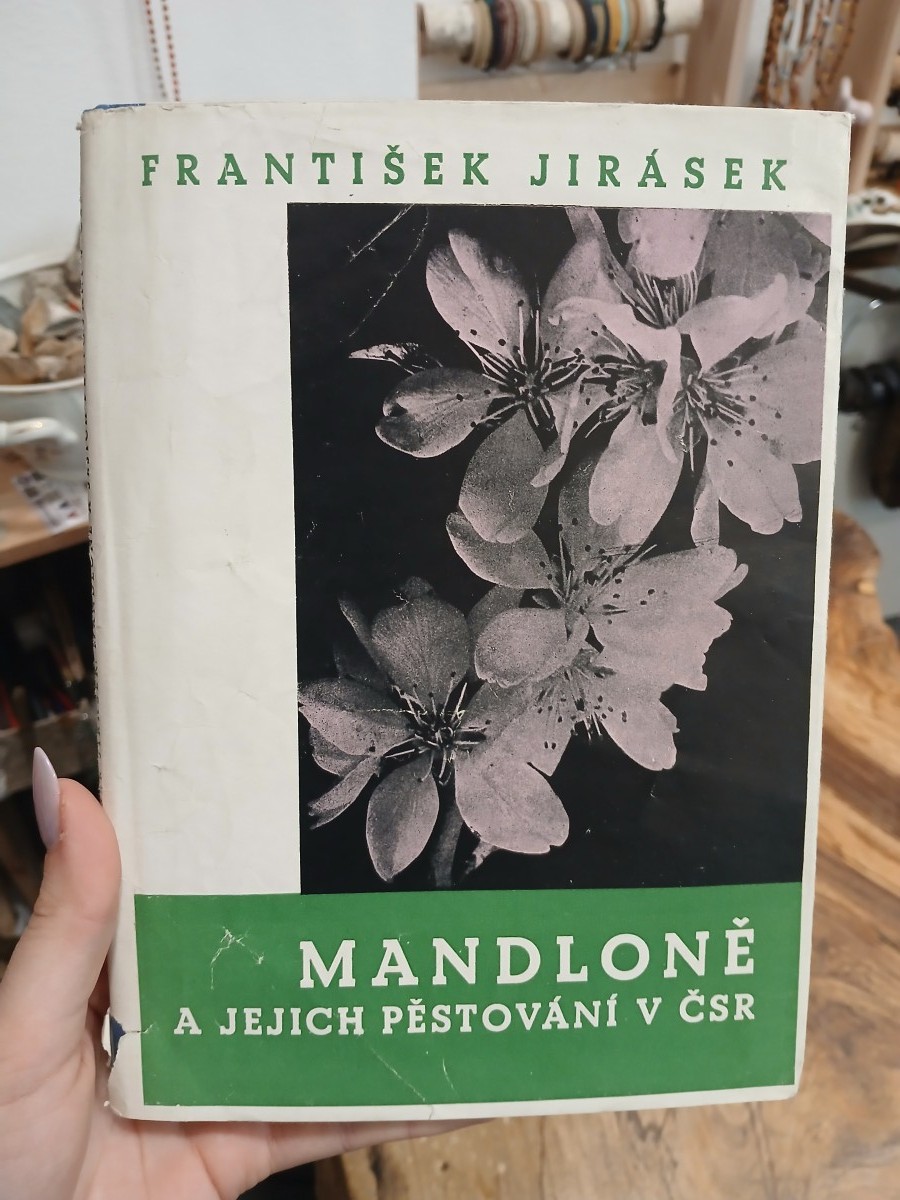 FRANTIŠEK JIRÁSEK
MANDLONĚ
A JEJICH PĚSTOVÁNÍ V ČSR